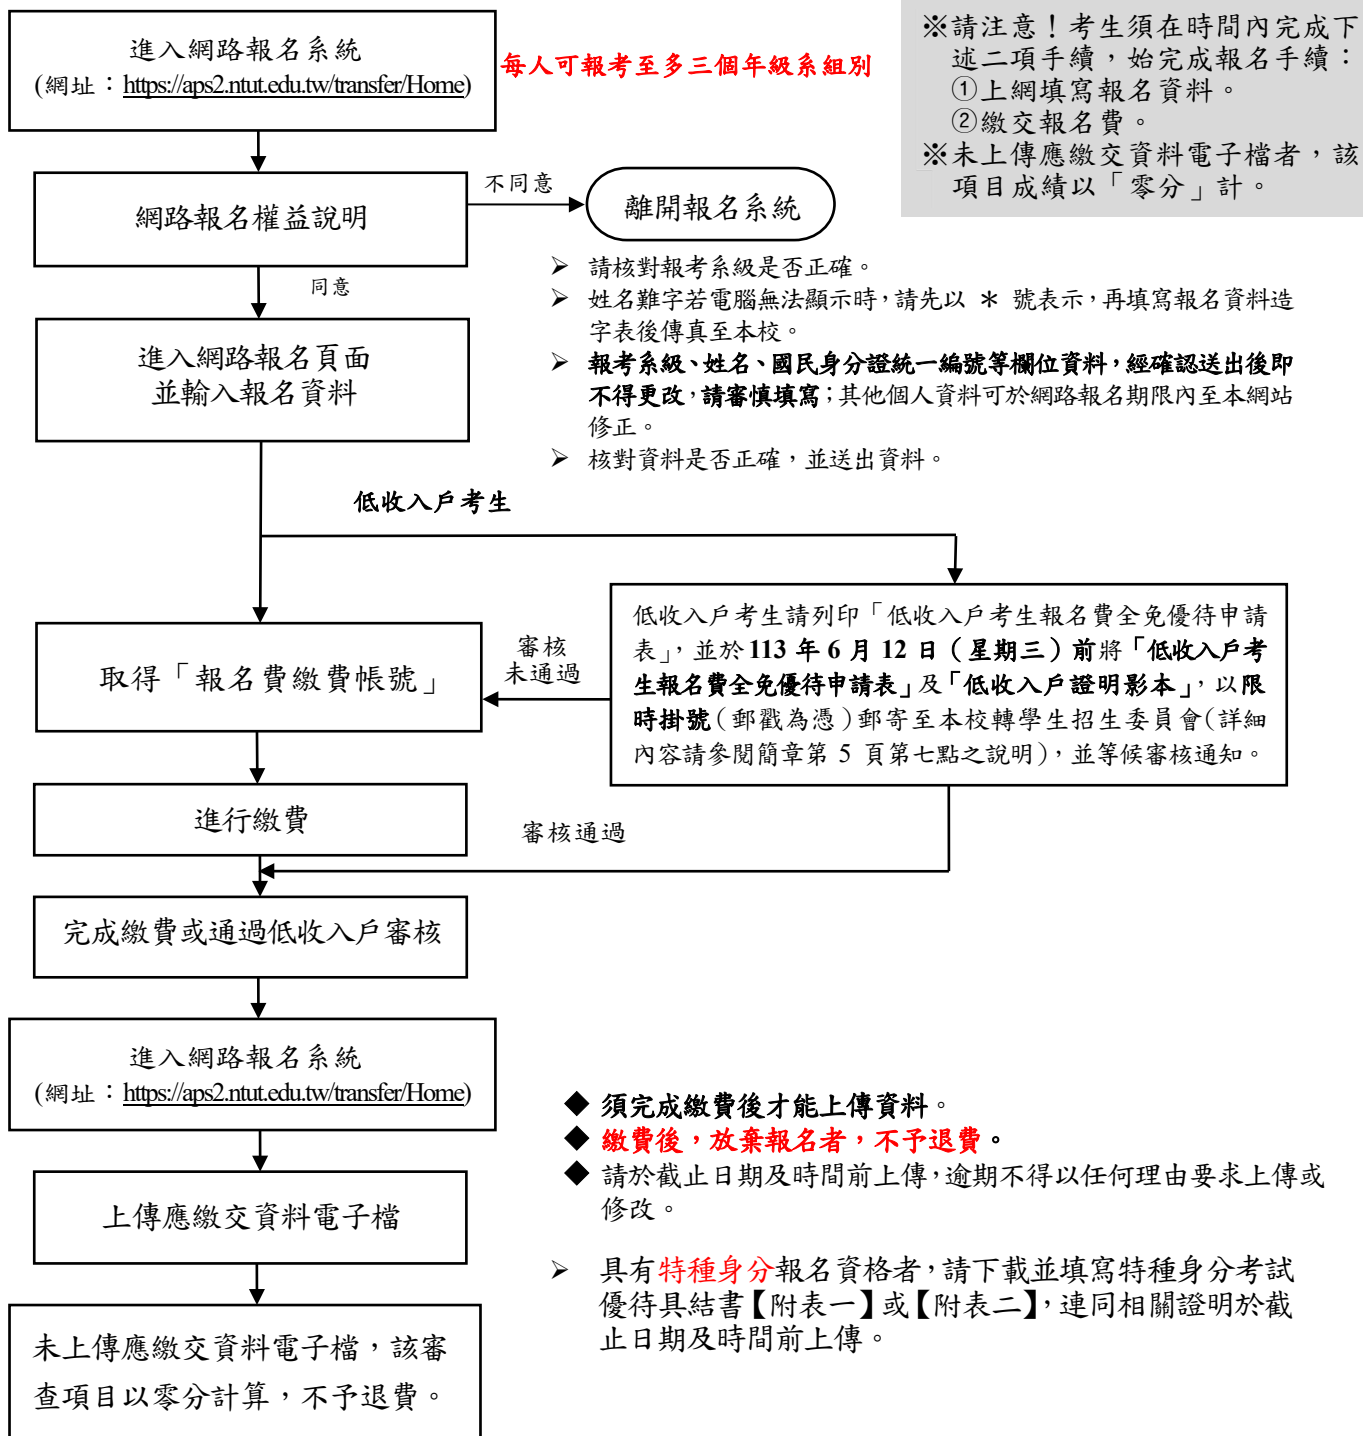 進入網路報名系統
(網址：https://aps2.ntut.edu.tw/transfer/Home)
每人可報考至多三個年級系組別
※請注意！考生須在時間內完成下
述二項手續，始完成報名手續：
①上網填寫報名資料。
②繳交報名費。
※未上傳應繳交資料電子檔者，該
項目成績以「零分」計。
網路報名權益說明
不同意
離開報名系統
同意
進入網路報名頁面
並輸入報名資料
➢ 請核對報考系級是否正確。
➢ 姓名難字若電腦無法顯示時，請先以 ＊ 號表示，再填寫報名資料造
字表後傳真至本校。
➢ 報考系級、姓名、國民身分證統一編號等欄位資料，經確認送出後即
不得更改，請審慎填寫；其他個人資料可於網路報名期限內至本網站
修正。
➢ 核對資料是否正確，並送出資料。
低收入戶考生
取得「報名費繳費帳號」
審核
未通過
低收入戶考生請列印「低收入戶考生報名費全免優待申請
表」，並於 113 年 6 月 12 日（星期三）前將「低收入戶考
生報名費全免優待申請表」及「低收入戶證明影本」，以限
時掛號（郵戳為憑）郵寄至本校轉學生招生委員會（詳細
內容請參閱簡章第 5 頁第七點之說明），並等候審核通知。
進行繳費
審核通過
完成繳費或通過低收入戶審核
進入網路報名系統
(網址：https://aps2.ntut.edu.tw/transfer/Home)
◆ 須完成繳費後才能上傳資料。
◆ 繳費後，放棄報名者，不予退費。
◆ 請於截止日期及時間前上傳，逾期不得以任何理由要求上傳或
修改。
上傳應繳交資料電子檔
➢ 具有特種身分報名資格者，請下載並填寫特種身分考試
優待具結書【附表一】或【附表二】，連同相關證明於截
止日期及時間前上傳。
未上傳應繳交資料電子檔，該審
查項目以零分計算，不予退費。